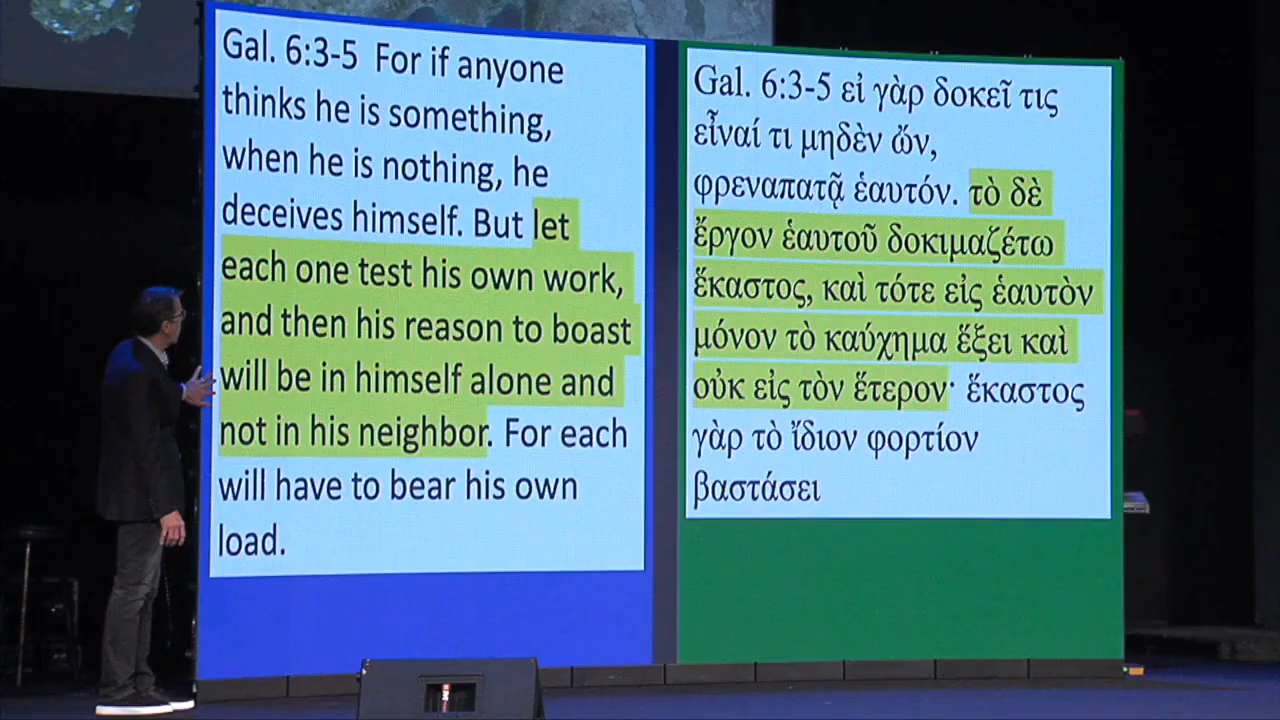 Gal. 6:3-5 For if anyone
thinks he is something,
when he is nothing, he
deceives himself. But let
each one test his own work,
and then his reason to boast
will be in himself alone and
not in his neighbor. For each
will have to bear his own
load.
Gal. 6:3-5 εἰ γὰρ δοκεῖ τις
εἶναί τι μηδὲν ὤν,
φρεναπατᾷ ἑαυτόν. τὸ δὲ
ἔργον ἑαυτοῦ δοκιμαζέτω
ἕκαστος, καὶ τότε εἰς ἑαυτὸν
μόνον τὸ καύχημα ἕξει καὶ
οὐκ εἰς τὸν ἕτερον· ἕκαστος
γὰρ τὸ ἴδιον φορτίον
βαστάσει